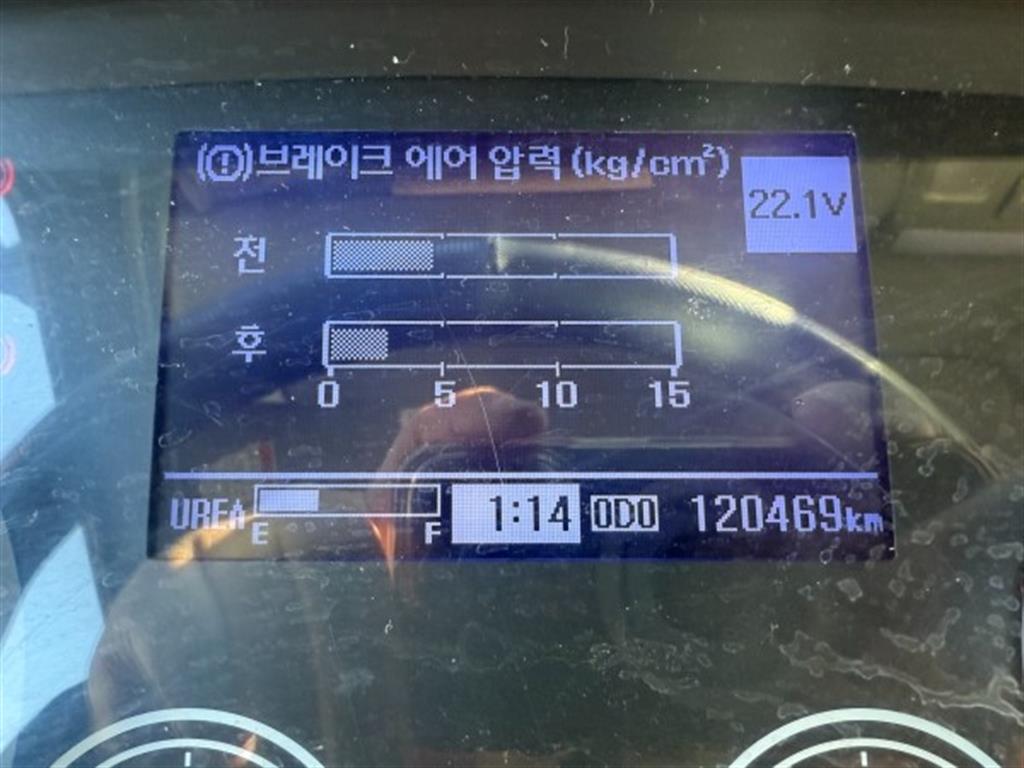 (!)브레이크 에어 압력 (kg/cm²)
22.1V
전
후
0 5 10 15
UREA E F 1:14 ODO 120469km